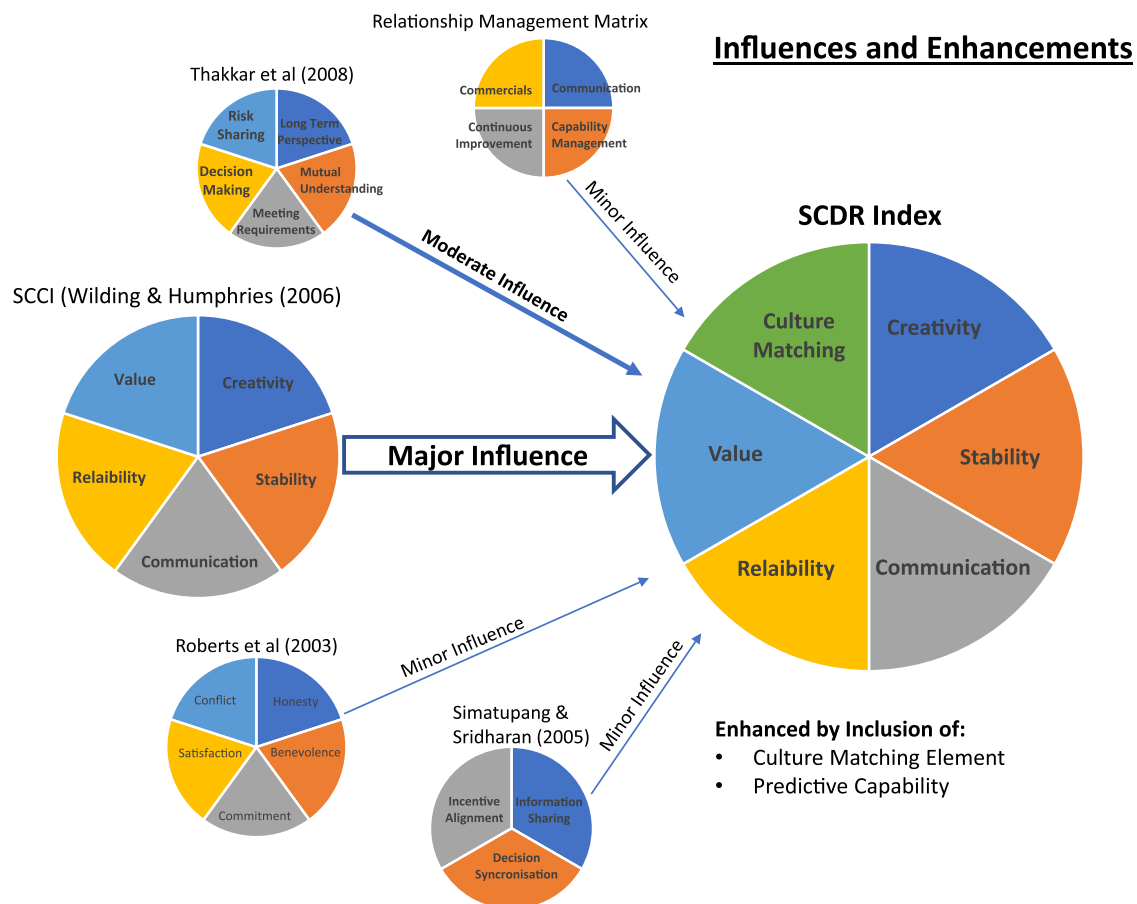 Relationship Management Matrix
Influences and Enhancements
Commercials
Communication
Continuous
Improvement
Capability
Management
Thakkar et al (2008)
Risk
Sharing
Long Term
Perspective
Decision
Making
Mutual
Understanding
Meeting
Requirements
Minor Influence
Moderate Influence
SCDR Index
Culture
Matching
Creativity
Value
Stability
Relaibility
Communication
SCCI (Wilding & Humphries (2006)
Value
Creativity
Relaibility
Stability
Communication
Major Influence
Roberts et al (2003)
Conflict
Honesty
Satisfaction
Benevolence
Commitment
Minor Influence
Simatupang &
Sridharan (2005)
Incentive
Alignment
Information
Sharing
Decision
Syncronisation
Minor Influence
Enhanced by Inclusion of:
• Culture Matching Element
• Predictive Capability